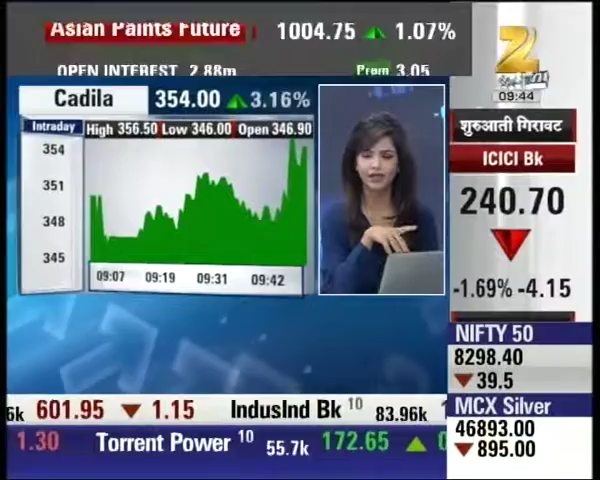 Asian Paints Future 1004.75 1.07%
OPEN INTEREST 2.88m Prem 3.05
09:44
Cadila 354.00 3.16%
Intraday High 356.50 Low 346.00 Open 346.90
354
351
348
345
09:07 09:19 09:31 09:42
शुरुआती गिरावट
ICICI Bk
240.70
-1.69% -4.15
NIFTY 50
8298.40
39.5
MCX Silver
46893.00
895.00
6k 601.95 1.15 IndusInd Bk 10 83.96k
1.30 Torrent Power 10 55.7k 172.65